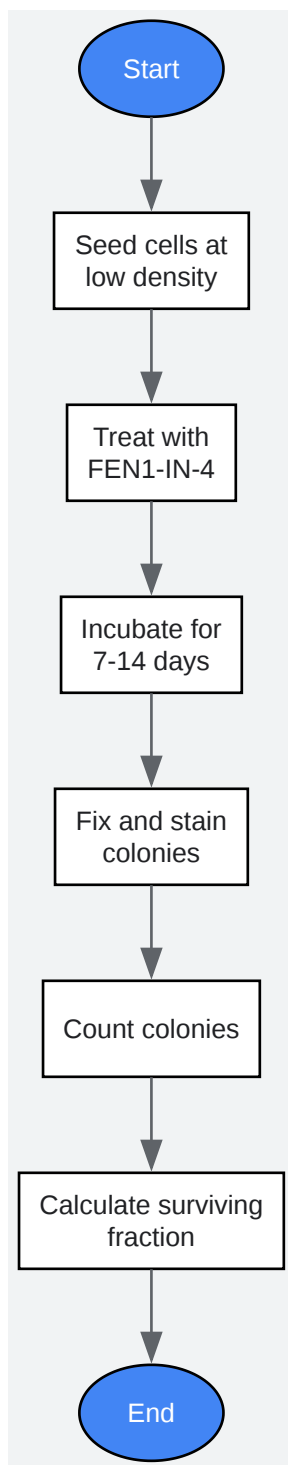 Start
Seed cells at
low density
Treat with
FEN1-IN-4
Incubate for
7-14 days
Fix and stain
colonies
Count colonies
Calculate surviving
fraction
End